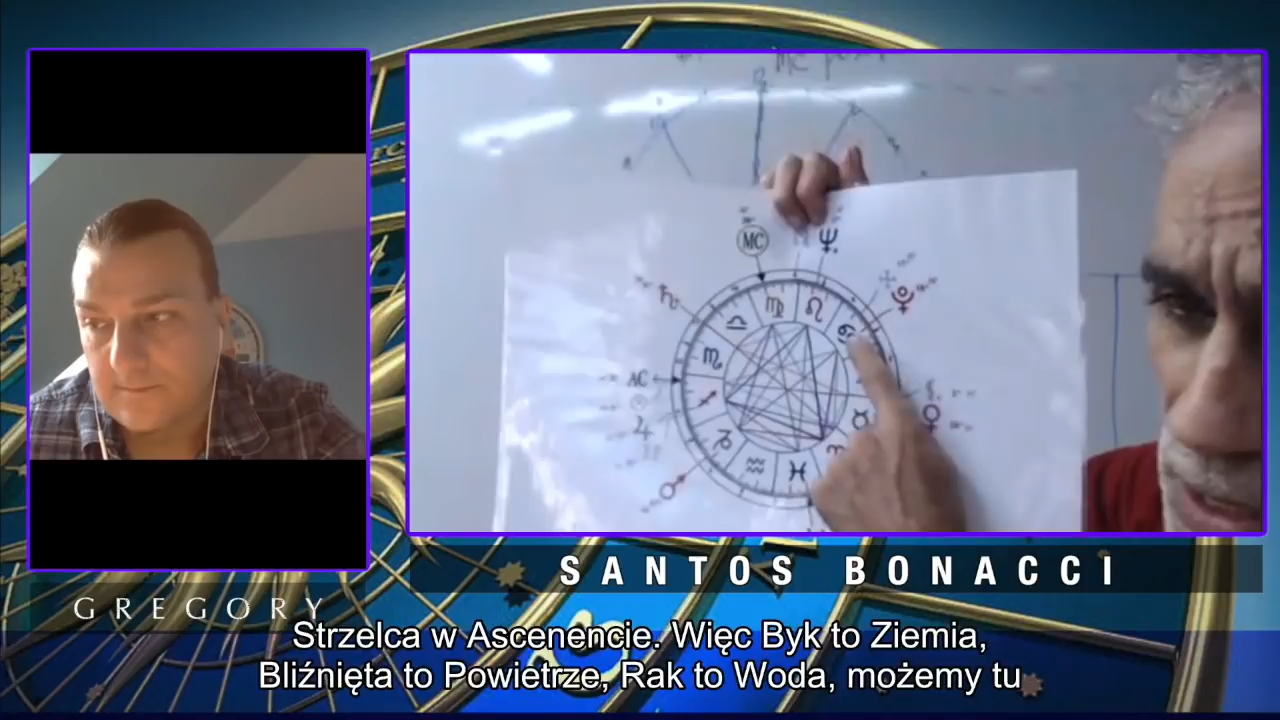 MC
MC
AC
SANTOS BONACCI
GREGORY
Strzelca w Ascenencie. Więc Byk to Ziemia,
Bliźnięta to Powietrze, Rak to Woda, możemy tu